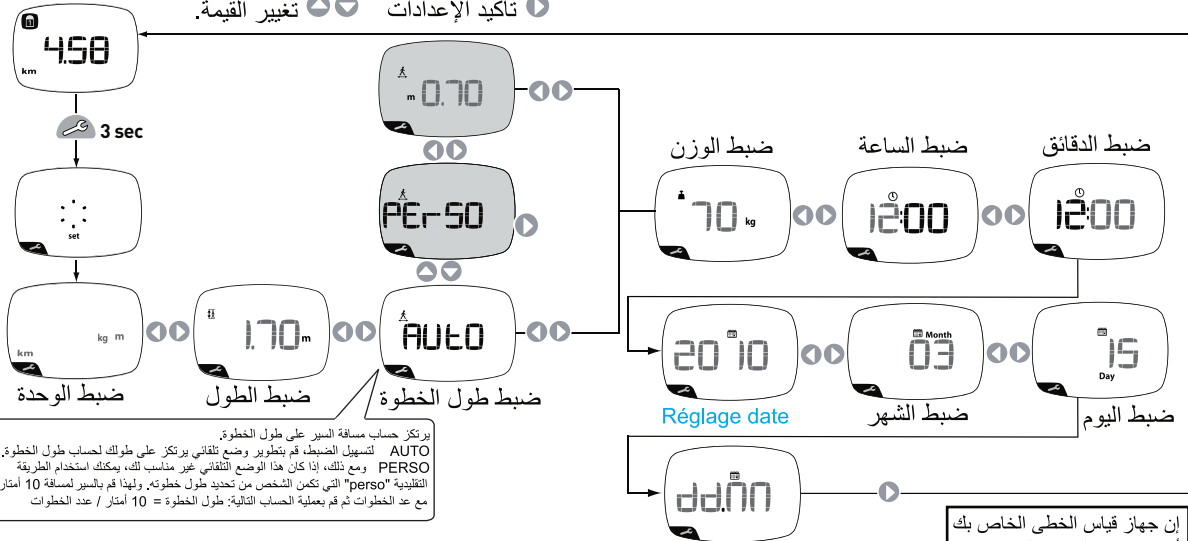 تأكيد الإعدادات
تغيير القيمة.
4.58
km
3 sec
m 0.70
PErSO
set
ضبط الوزن
ضبط الساعة
ضبط الدقائق
70 kg
12:00
12:00
kg m
km
1.70 m
AUtO
ضبط الوحدة
ضبط الطول
ضبط طول الخطوة
2010
Month
03
15
Day
Réglage date
ضبط الشهر
ضبط اليوم
يرتكز حساب مسافة السير على طول الخطوة.
AUTO لتسهيل الضبط، قم بتطوير وضع تلقائي يرتكز على طولك لحساب طول الخطوة.
PERSO ومع ذلك، إذا كان هذا الوضع التلقائي غير مناسب لك، يمكنك استخدام الطريقة
التقليدية "perso" التي تكمن الشخص من تحديد طول خطوته. ولهذا قم بالسير لمسافة 10 أمتار
مع عد الخطوات ثم قم بعملية الحساب التالية: طول الخطوة = 10 أمتار / عدد الخطوات
dd.MM
إن جهاز قياس الخطى الخاص بك